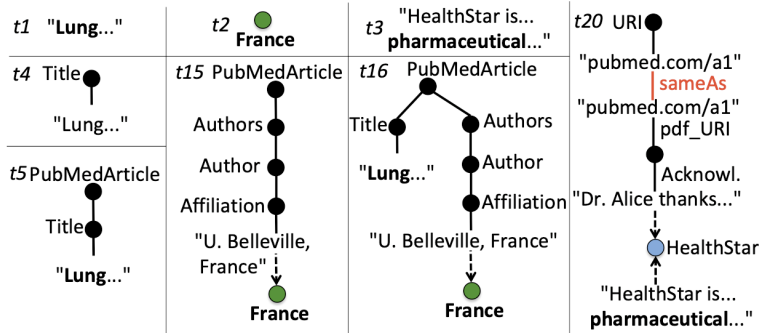 t1 "Lung..."
t2
France
t3 "HealthStar is...
pharmaceutical..."
t4 Title
"Lung..."
t5 PubMedArticle
Title
"Lung..."
t15 PubMedArticle
Authors
Author
Affiliation
"U. Belleville,
France"
France
t16 PubMedArticle
Title
"Lung..."
Authors
Author
Affiliation
"U. Belleville, France"
France
t20 URI
"pubmed.com/a1"
sameAs
"pubmed.com/a1"
pdf_URI
Acknowl.
"Dr. Alice thanks..."
HealthStar
"HealthStar is...
pharmaceutical..."